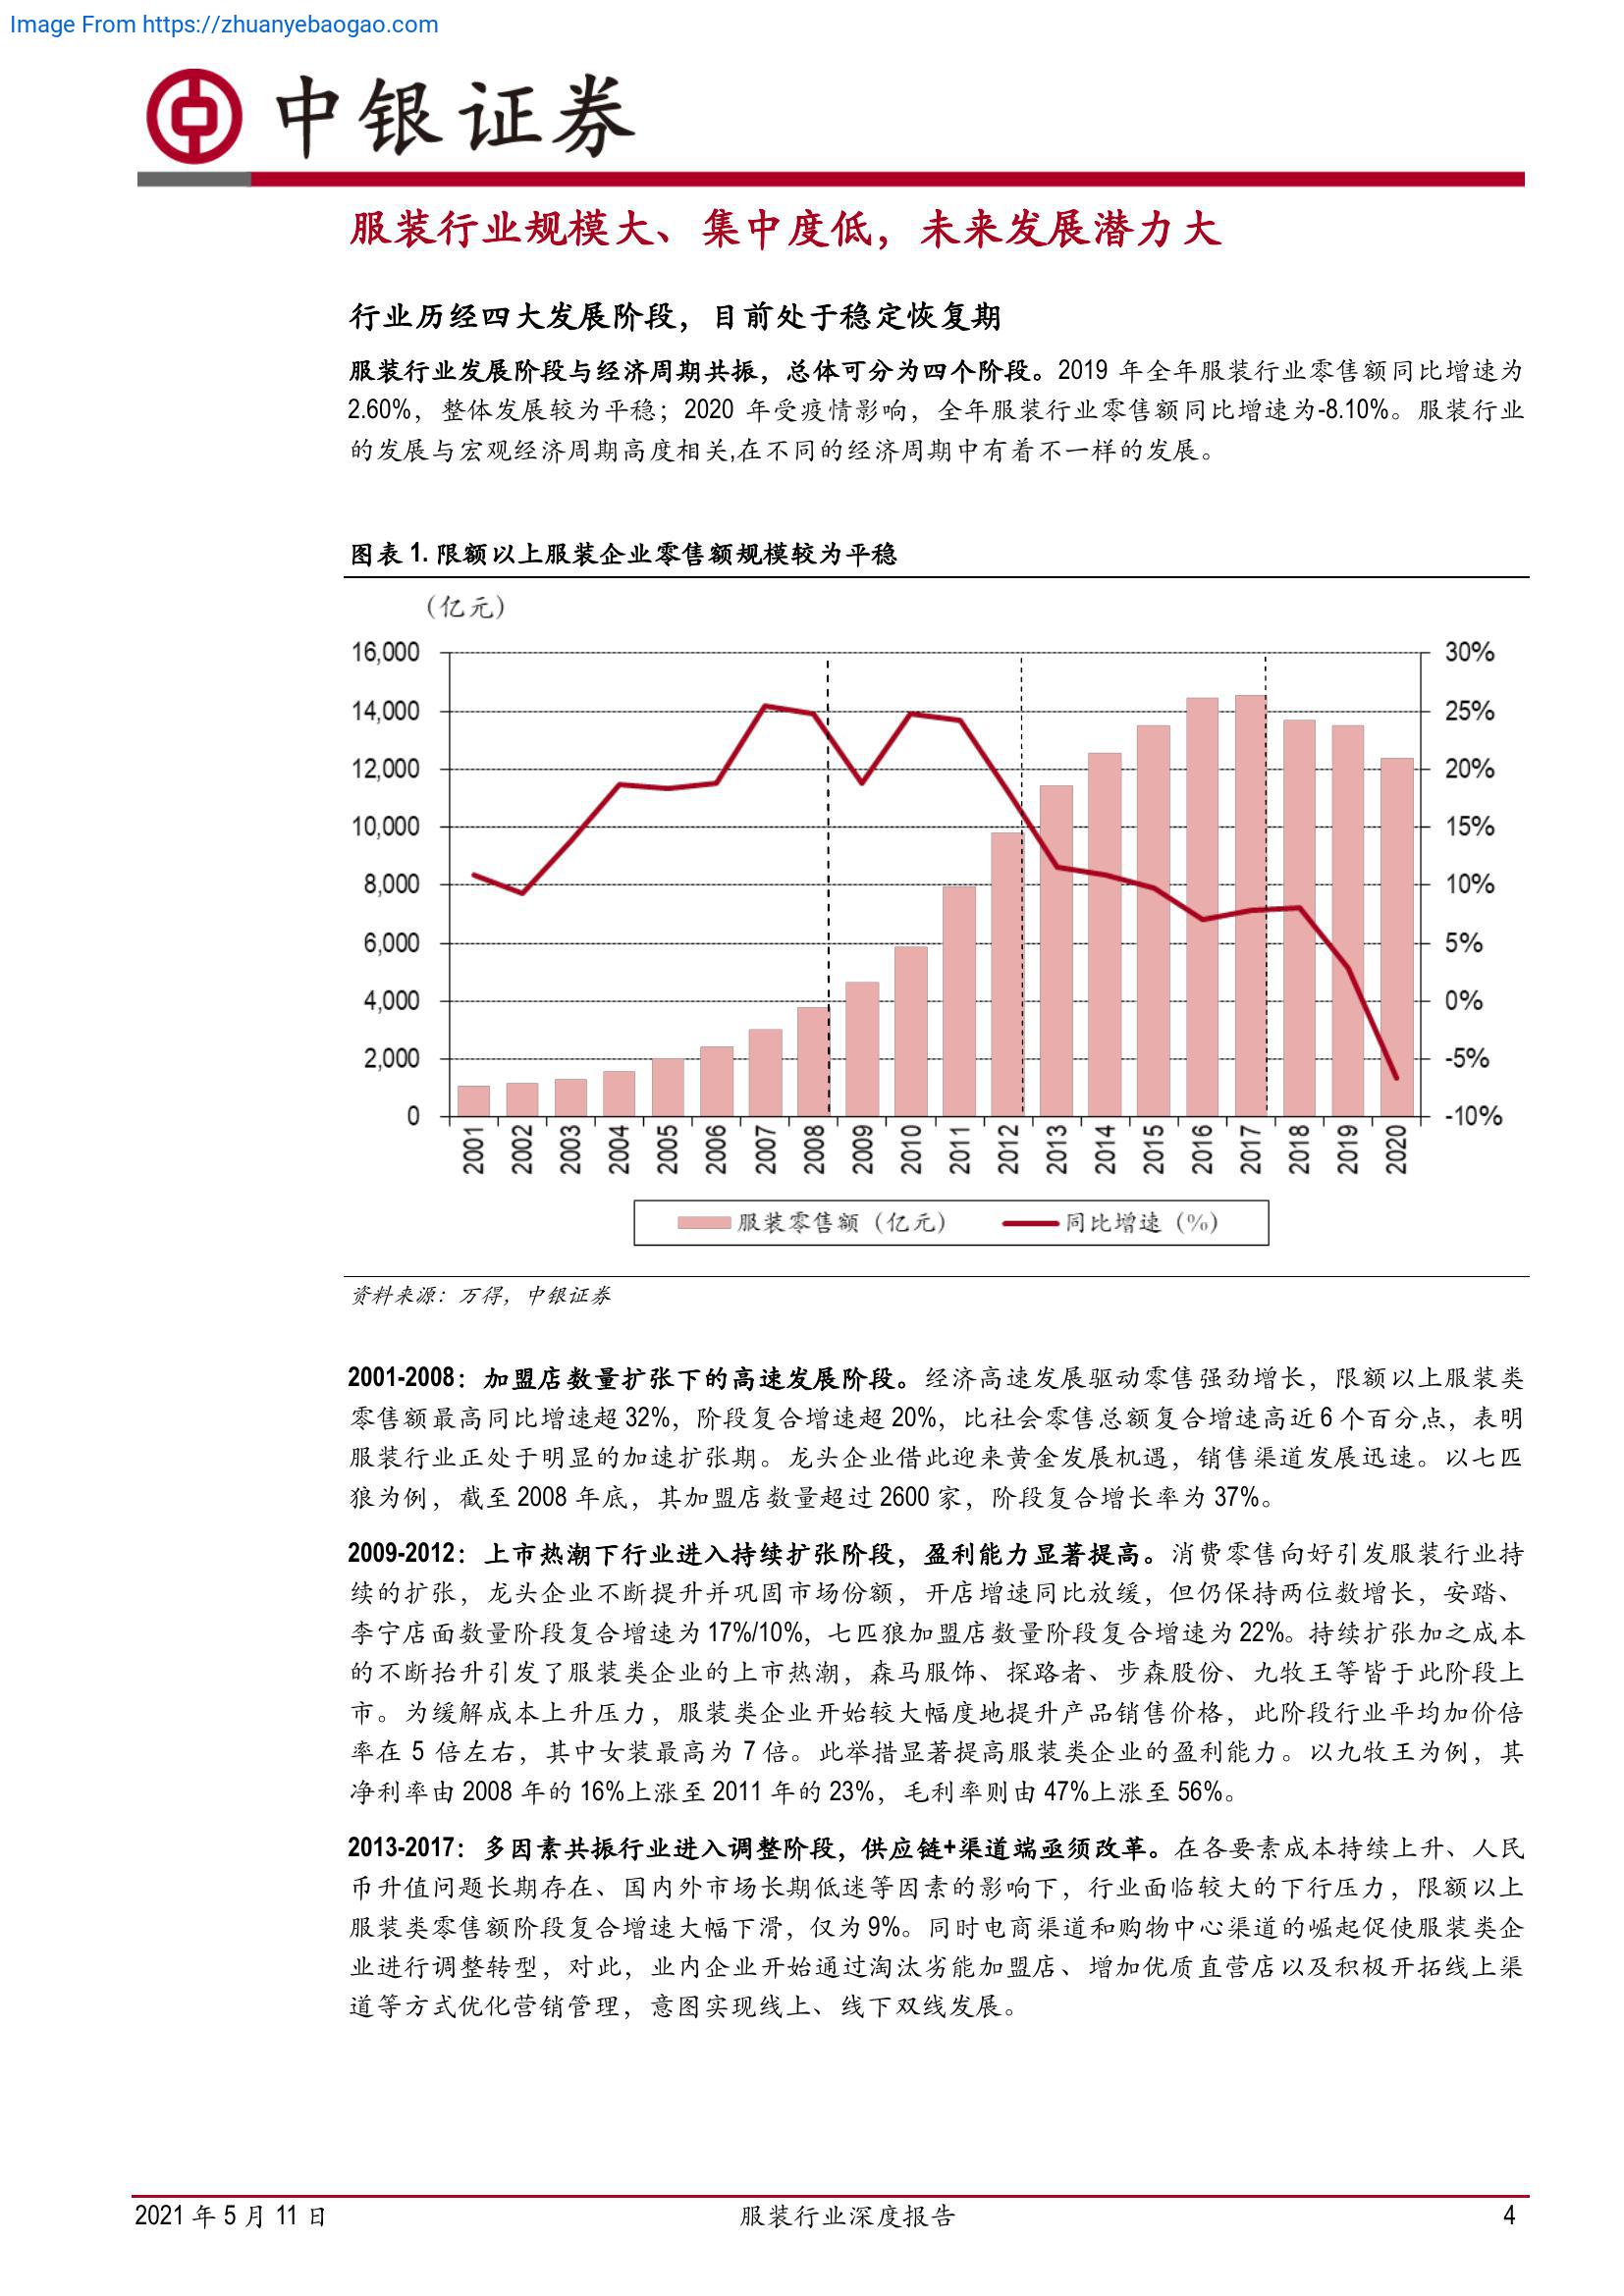 Image From https://zhuanyebaogao.com
中银证券
服装行业规模大、集中度低，未来发展潜力大
行业历经四大发展阶段，目前处于稳定恢复期
服装行业发展阶段与经济周期共振，总体可分为四个阶段。2019 年全年服装行业零售额同比增速为
2.60%，整体发展较为平稳；2020 年受疫情影响，全年服装行业零售额同比增速为-8.10%。服装行业
的发展与宏观经济周期高度相关,在不同的经济周期中有着不一样的发展。
图表 1. 限额以上服装企业零售额规模较为平稳
（亿元）
16,000
14,000
12,000
10,000
8,000
6,000
4,000
2,000
0
30%
25%
20%
15%
10%
5%
0%
-5%
-10%
2001
2002
2003
2004
2005
2006
2007
2008
2009
2010
2011
2012
2013
2014
2015
2016
2017
2018
2019
2020
服装零售额（亿元） 同比增速（%）
资料来源：万得，中银证券
2001-2008：加盟店数量扩张下的高速发展阶段。经济高速发展驱动零售强劲增长，限额以上服装类
零售额最高同比增速超 32%，阶段复合增速超 20%，比社会零售总额复合增速高近 6 个百分点，表明
服装行业正处于明显的加速扩张期。龙头企业借此迎来黄金发展机遇，销售渠道发展迅速。以七匹
狼为例，截至 2008 年底，其加盟店数量超过 2600 家，阶段复合增长率为 37%。
2009-2012：上市热潮下行业进入持续扩张阶段，盈利能力显著提高。消费零售向好引发服装行业持
续的扩张，龙头企业不断提升并巩固市场份额，开店增速同比放缓，但仍保持两位数增长，安踏、
李宁店面数量阶段复合增速为 17%/10%，七匹狼加盟店数量阶段复合增速为 22%。持续扩张加之成本
的不断抬升引发了服装类企业的上市热潮，森马服饰、探路者、步森股份、九牧王等皆于此阶段上
市。为缓解成本上升压力，服装类企业开始较大幅度地提升产品销售价格，此阶段行业平均加价倍
率在 5 倍左右，其中女装最高为 7 倍。此举措显著提高服装类企业的盈利能力。以九牧王为例，其
净利率由 2008 年的 16%上涨至 2011 年的 23%，毛利率则由 47%上涨至 56%。
2013-2017：多因素共振行业进入调整阶段，供应链+渠道端亟须改革。在各要素成本持续上升、人民
币升值问题长期存在、国内外市场长期低迷等因素的影响下，行业面临较大的下行压力，限额以上
服装类零售额阶段复合增速大幅下滑，仅为 9%。同时电商渠道和购物中心渠道的崛起促使服装类企
业进行调整转型，对此，业内企业开始通过淘汰劣能加盟店、增加优质直营店以及积极开拓线上渠
道等方式优化营销管理，意图实现线上、线下双线发展。
2021 年 5 月 11 日 服装行业深度报告 4